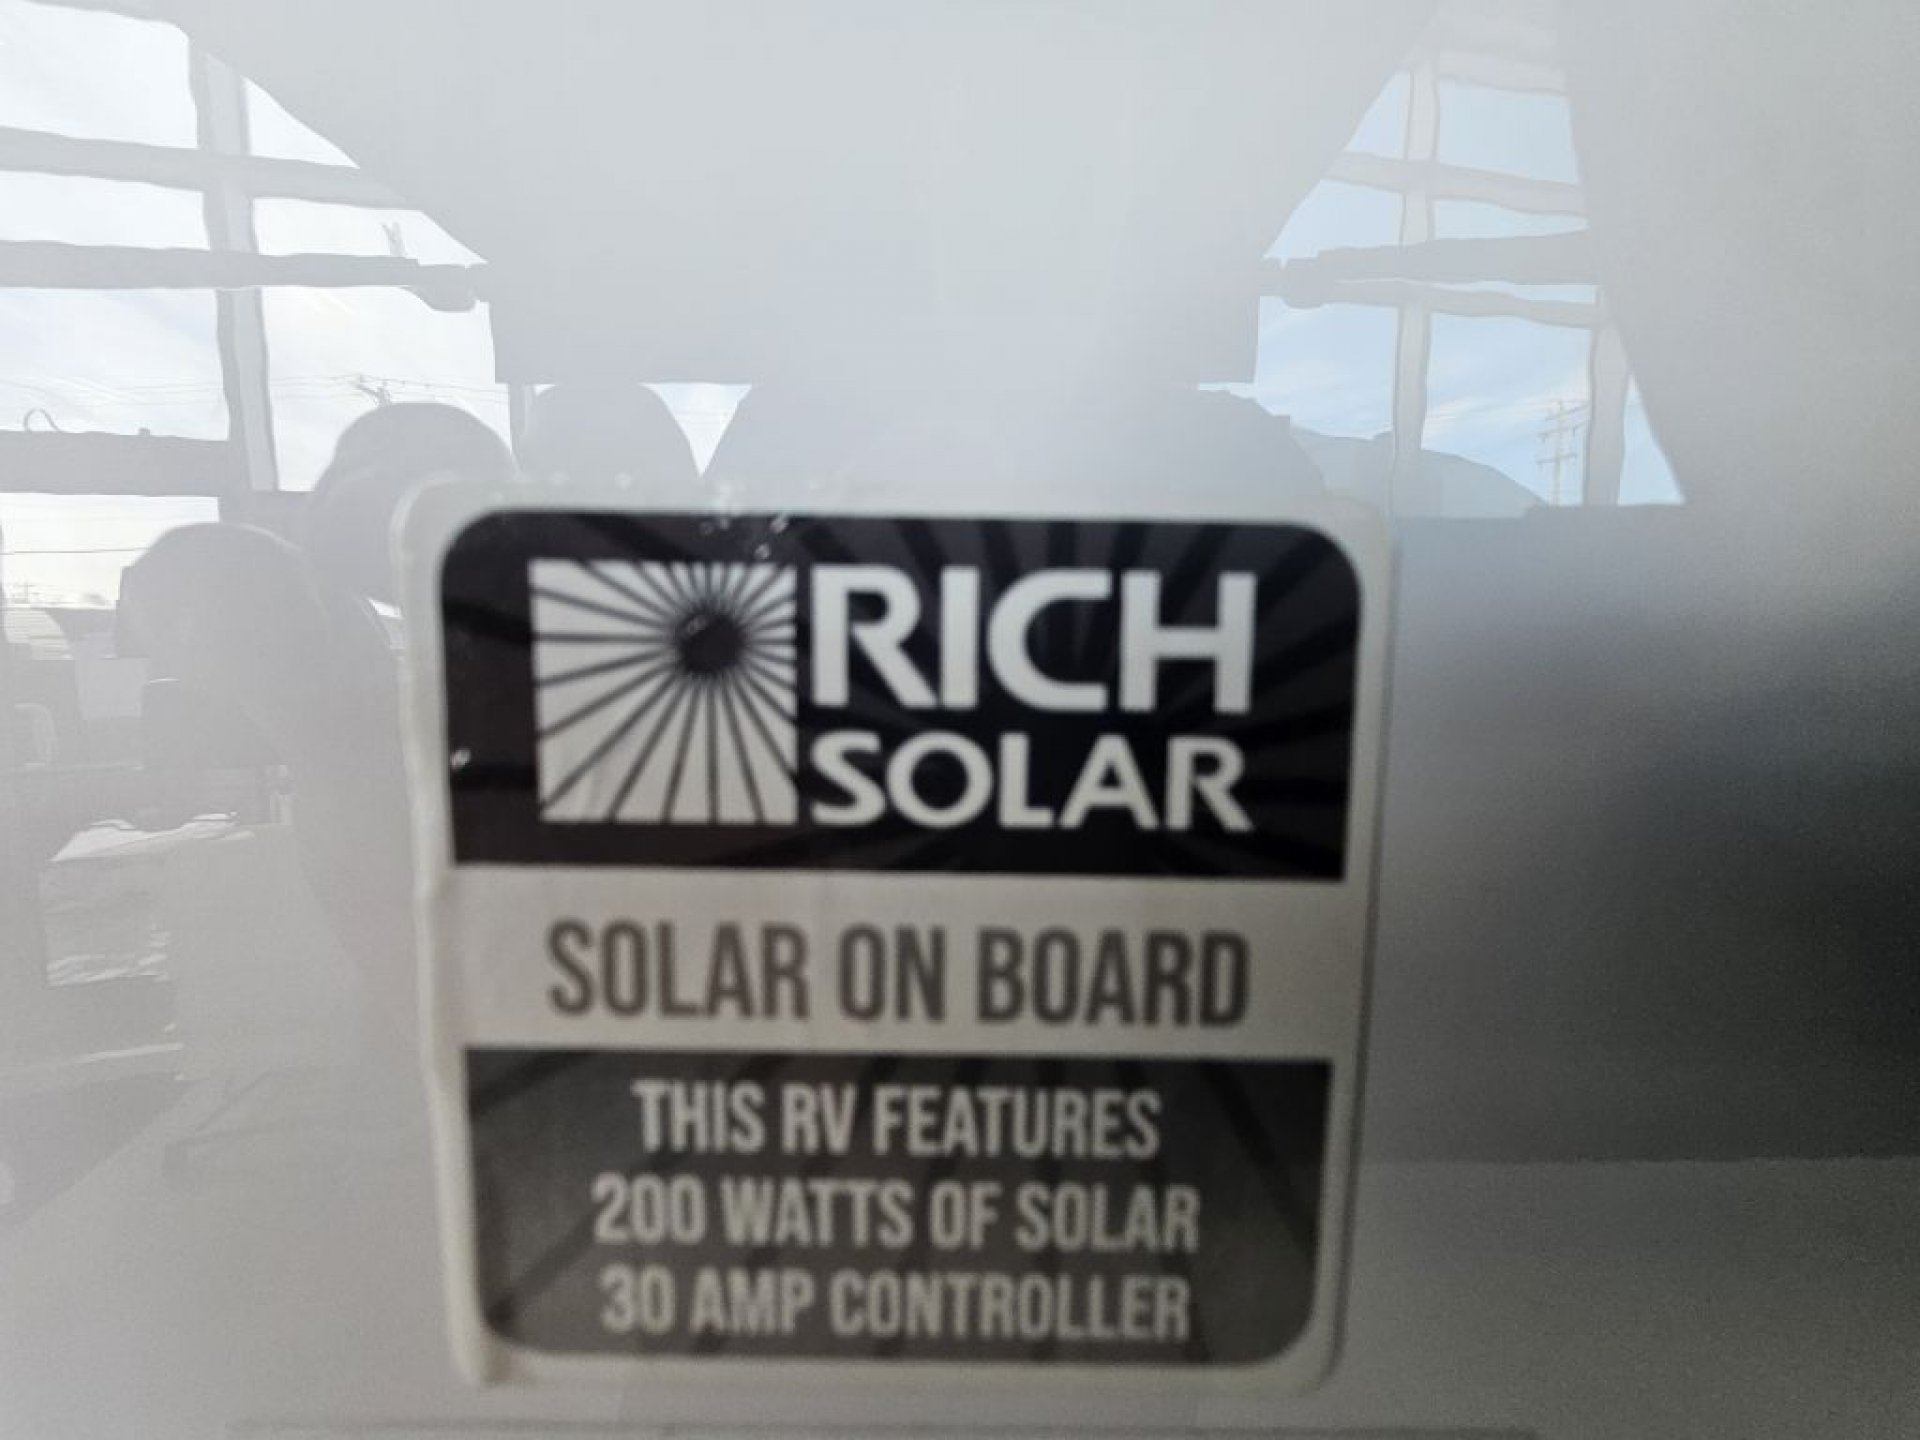 RICH
SOLAR
SOLAR ON BOARD
THIS RV FEATURES
200 WATTS OF SOLAR
30 AMP CONTROLLER